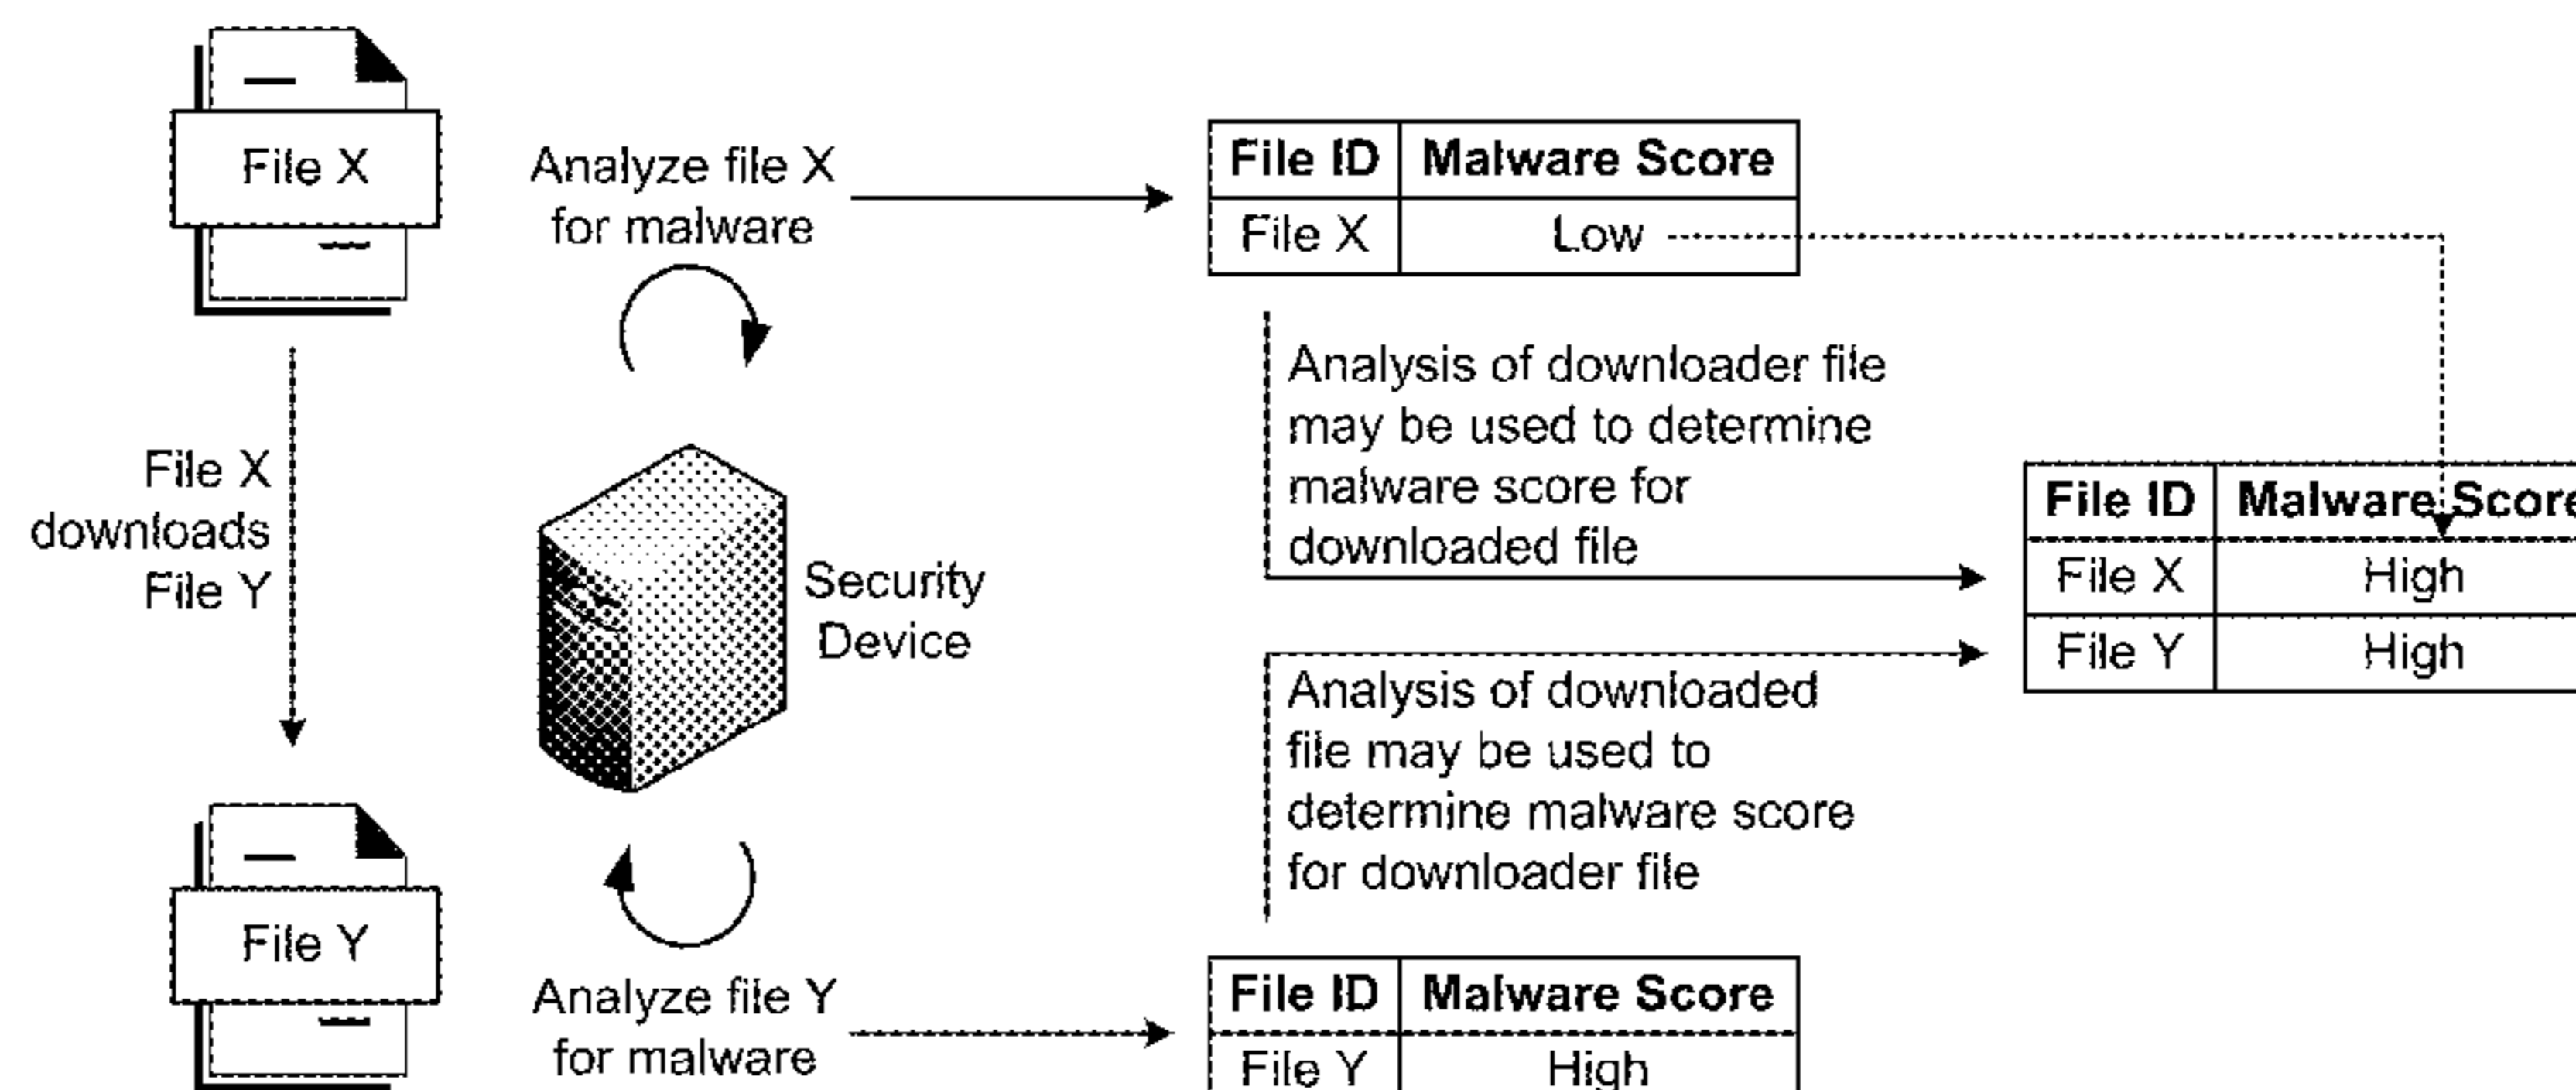 File X
Analyze file X
for malware
File ID Malware Score
File X Low
File X
downloads
File Y
Security
Device
Analysis of downloader file
may be used to determine
malware score for
downloaded file
File ID Malware Score
File X High
File Y High
Analysis of downloaded
file may be used to
determine malware score
for downloader file
File Y
Analyze file Y
for malware
File ID Malware Score
File Y High